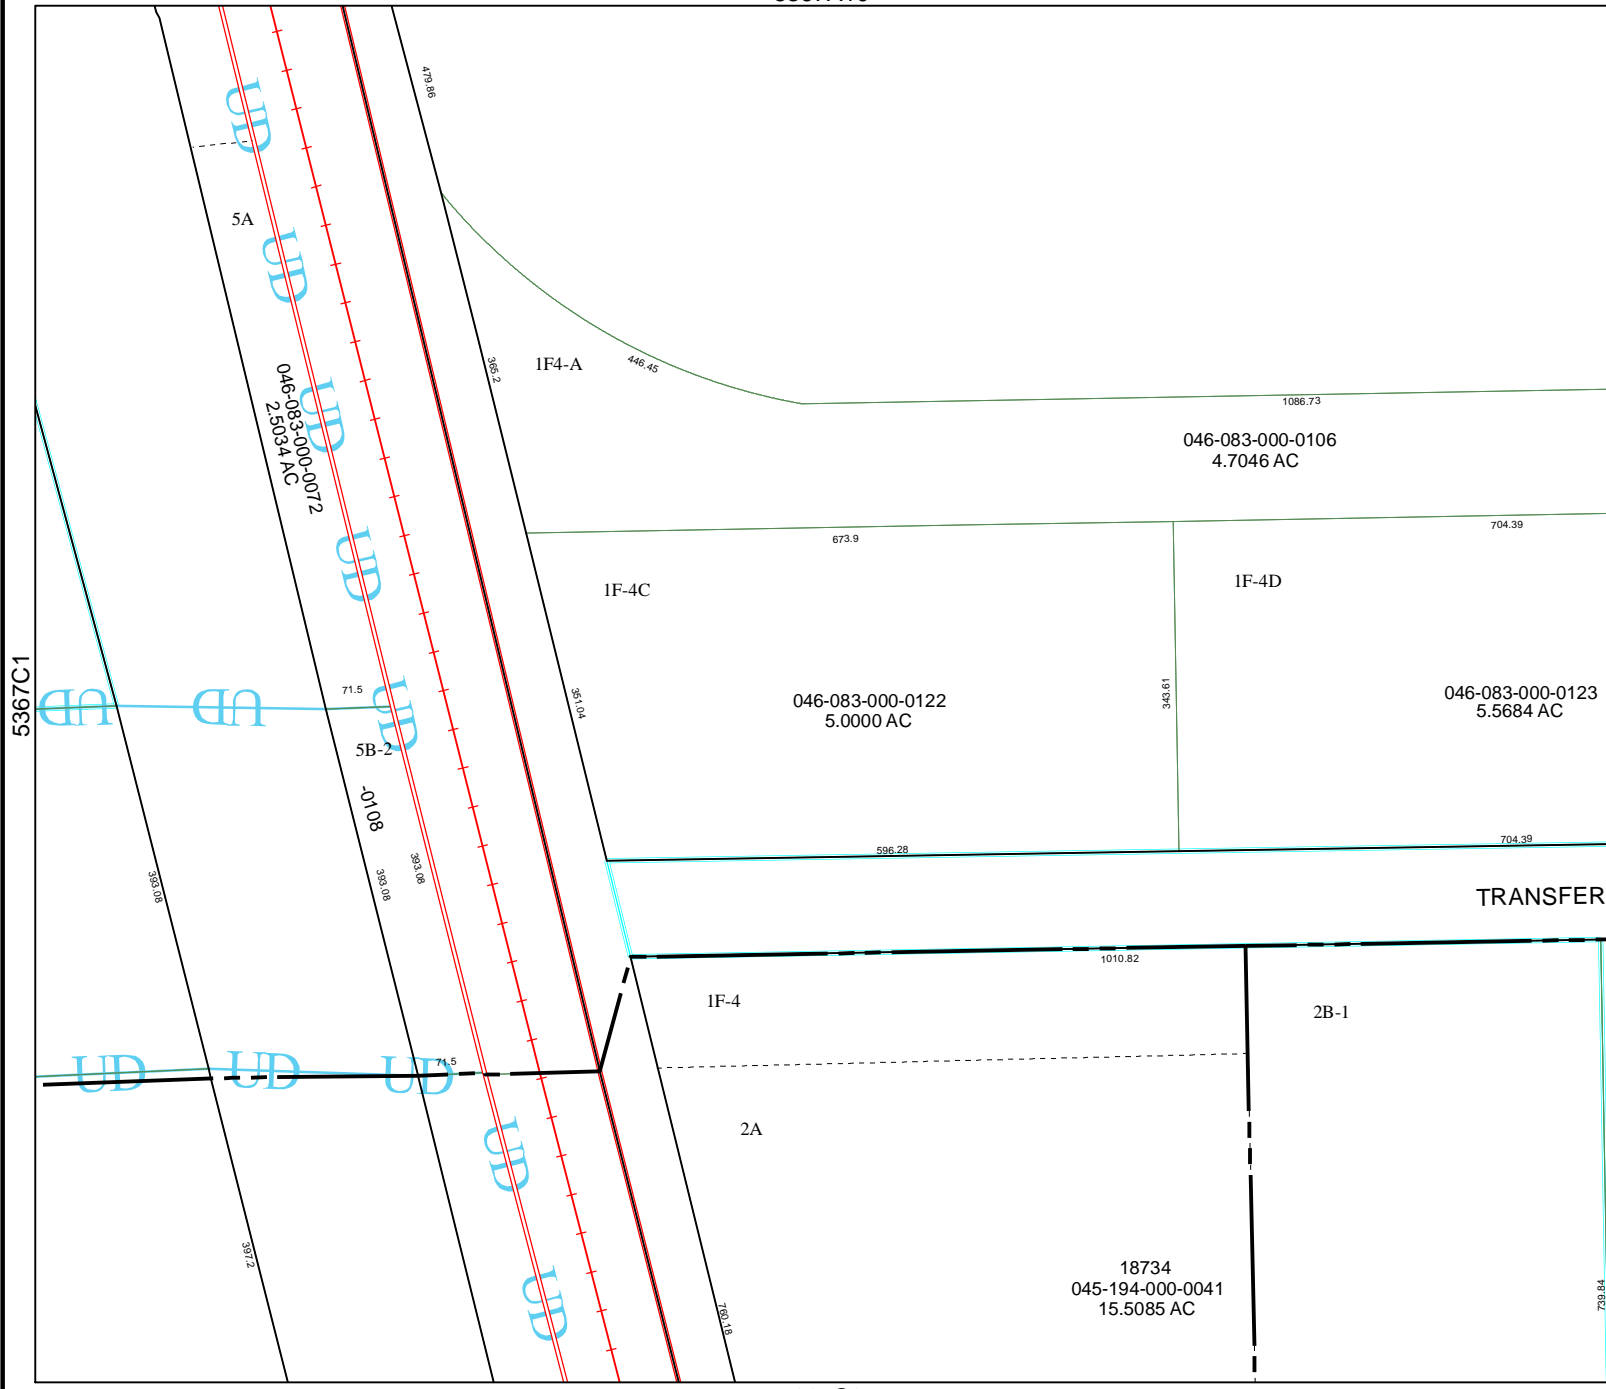 479.86
UD
5A
UD
365.2
1F4-A
446.45
1086.73
046-083-000-0106
4.7046 AC
046-083-000-0072
2.5034 AC
UD
704.39
673.9
UD
1F-4C
1F-4D
5367C1
UD
UD
71.5
UD
351.04
046-083-000-0122
5.0000 AC
343.61
046-083-000-0123
5.5684 AC
5B-2
-0108
393.08
393.08
393.08
596.28
704.39
TRANSFER
1010.82
1F-4
2B-1
UD
UD
UD
71.5
2A
UD
397.2
UD
760.18
18734
045-194-000-0041
15.5085 AC
739.84